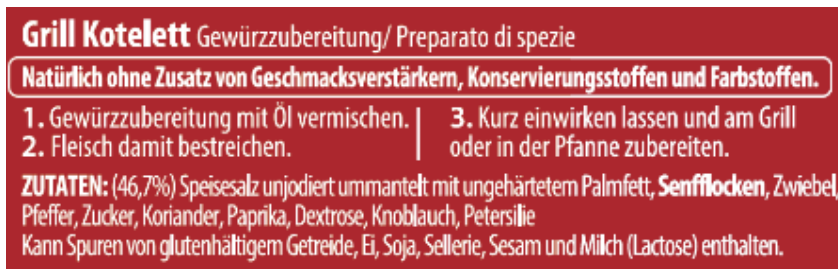 Grill Kotelett Gewürzzubereitung/ Preparato di spezie
Natürlich ohne Zusatz von Geschmacksverstärkern, Konservierungsstoffen und Farbstoffen.
1. Gewürzzubereitung mit Öl vermischen.
2. Fleisch damit bestreichen.
3. Kurz einwirken lassen und am Grill
oder in der Pfanne zubereiten.
ZUTATEN: (46,7%) Speisesalz unjodiert ummantelt mit ungehärtetem Palmfett, Senfflocken, Zwiebel,
Pfeffer, Zucker, Koriander, Paprika, Dextrose, Knoblauch, Petersilie
Kann Spuren von glutenhältigem Getreide, Ei, Soja, Sellerie, Sesam und Milch (Lactose) enthalten.